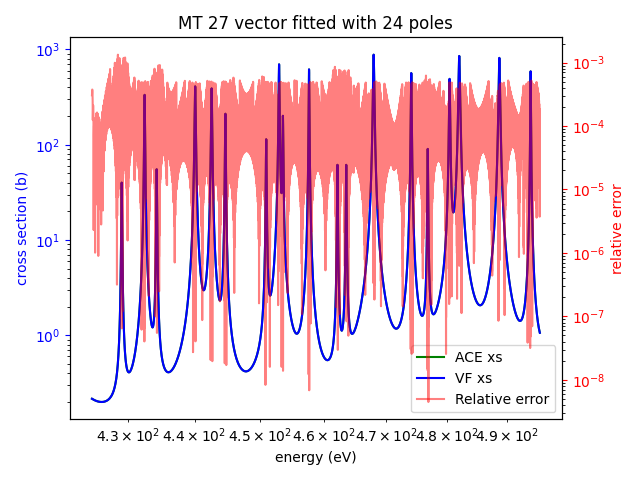 MT 27 vector fitted with 24 poles
10³
10²
10¹
10⁰
cross section (b)
10⁻³
10⁻⁴
10⁻⁵
10⁻⁶
10⁻⁷
10⁻⁸
relative error
ACE xs
VF xs
Relative error
4.3 × 10² 4.4 × 10² 4.5 × 10² 4.6 × 10² 4.7 × 10² 4.8 × 10² 4.9 × 10²
energy (eV)